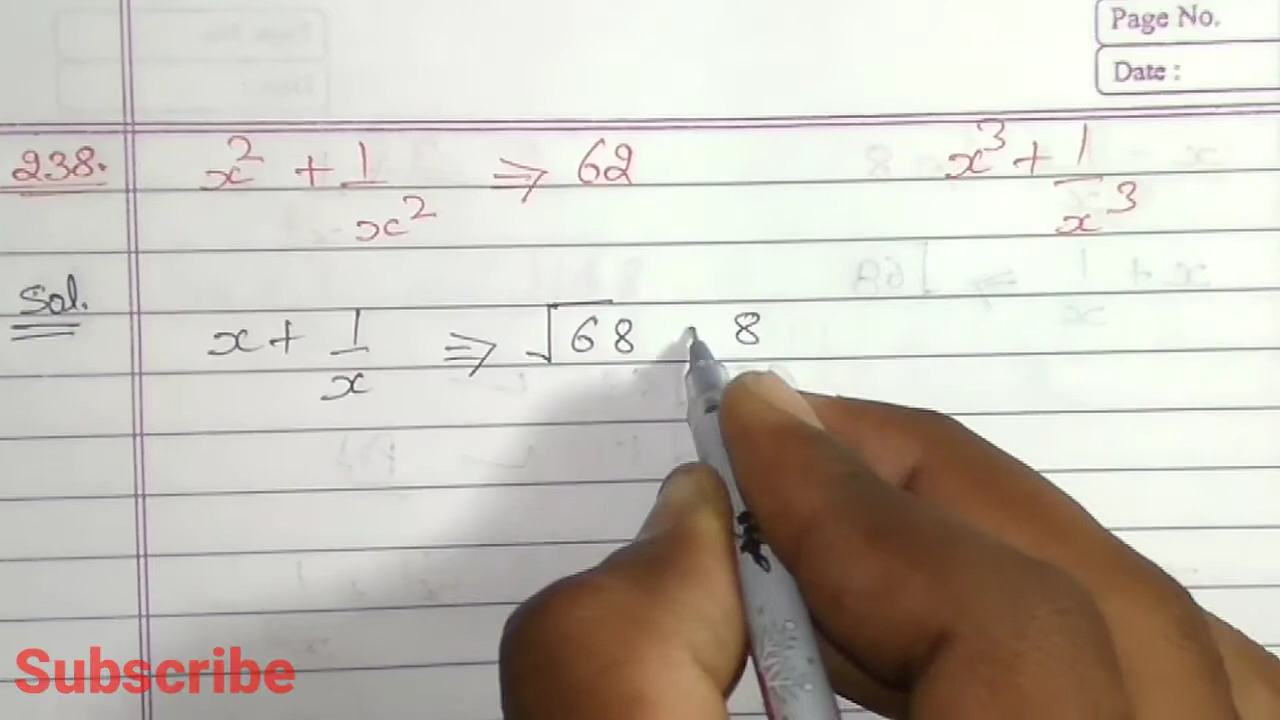 Page No.
Date :
238. x² + 1/x² ⇒ 62 x³ + 1/x³
Sol.
x + 1/x ⇒ √68 8
Subscribe